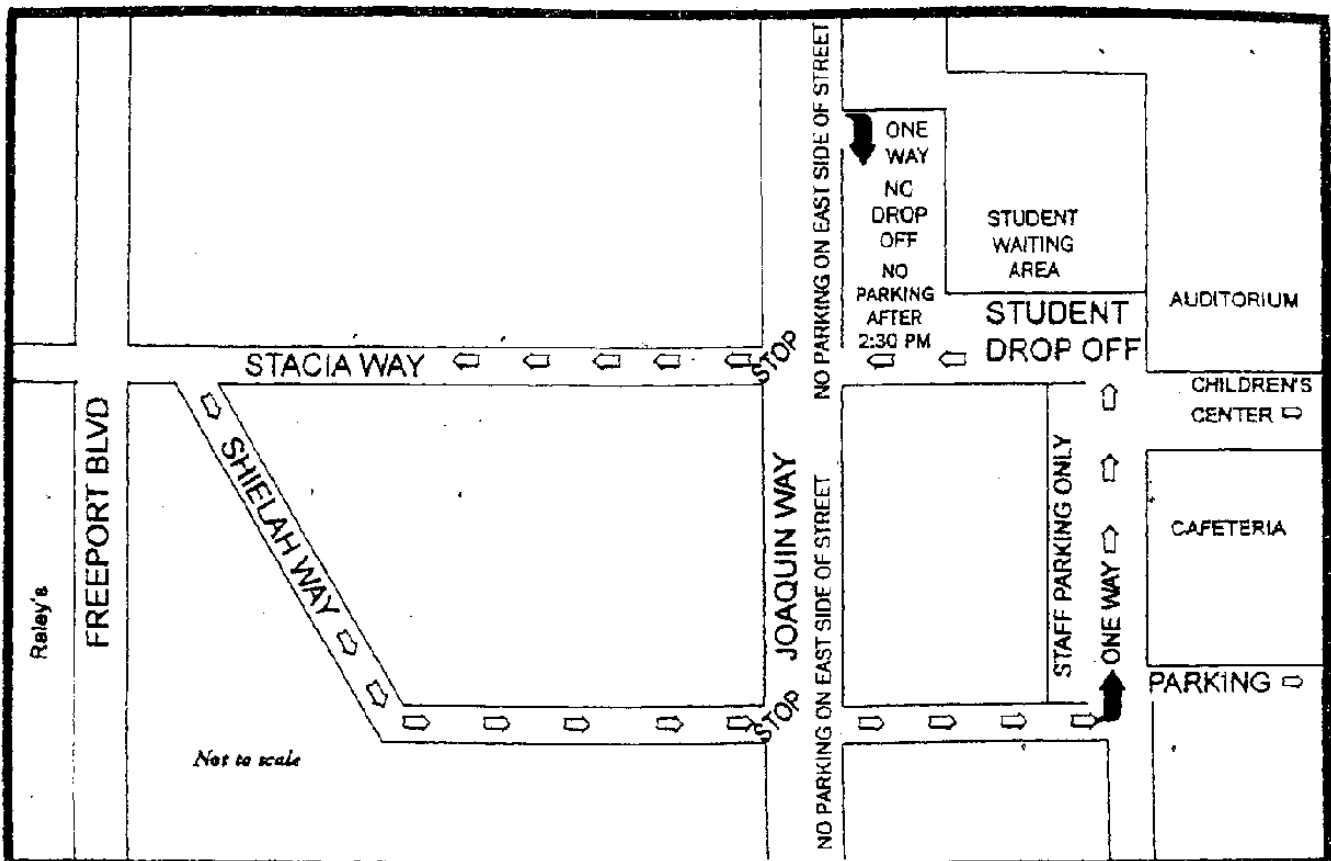 NO PARKING ON EAST SIDE OF STREET
ONE
WAY
NO
DROP
OFF
NO
PARKING
AFTER
2:30 PM
STUDENT
WAITING
AREA
AUDITORIUM
STUDENT
DROP OFF
STACIA WAY
STOP
CHILDREN'S
CENTER
FREEPORT BLVD
SHIELAH WAY
JOAQUIN WAY
NO PARKING ON EAST SIDE OF STREET
STAFF PARKING ONLY
ONE WAY
CAFETERIA
Raley's
PARKING
STOP
Not to scale